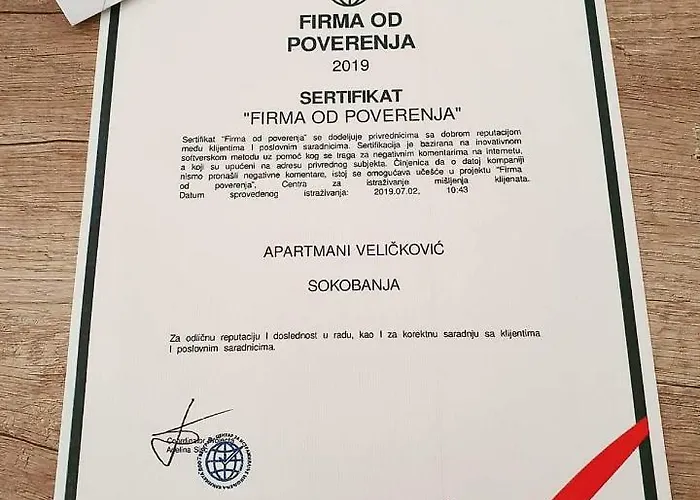 FIRMA OD
POVERENJA
2019
SERTIFIKAT
"FIRMA OD POVERENJA"
Sertifikat "Firma od poverenja" se dodeljuje privrednicima sa dobrom reputacijom
među klijentima I poslovnim saradnicima. Sertifikacija je bazirana na inovativnom
softverskom metodu uz pomoć kog se traga za negativnim komentarima na internetu,
a koji su upućeni na adresu privrednog subjekta. Činjenica da o datoj kompaniji
nismo pronašli negativne komentare, istoj se omogućava učešće u projektu "Firma
od poverenja", Centra za istraživanje mišljenja klijenata.
Datum sprovedenog istraživanja: 2019.07.02, 10:43
APARTMANI VELIČKOVIĆ
SOKOBANJA
Za odličnu reputaciju I doslednost u radu, kao I za korektnu saradnju sa klijentima
I poslovnim saradnicima.
Coordinator
Adelina